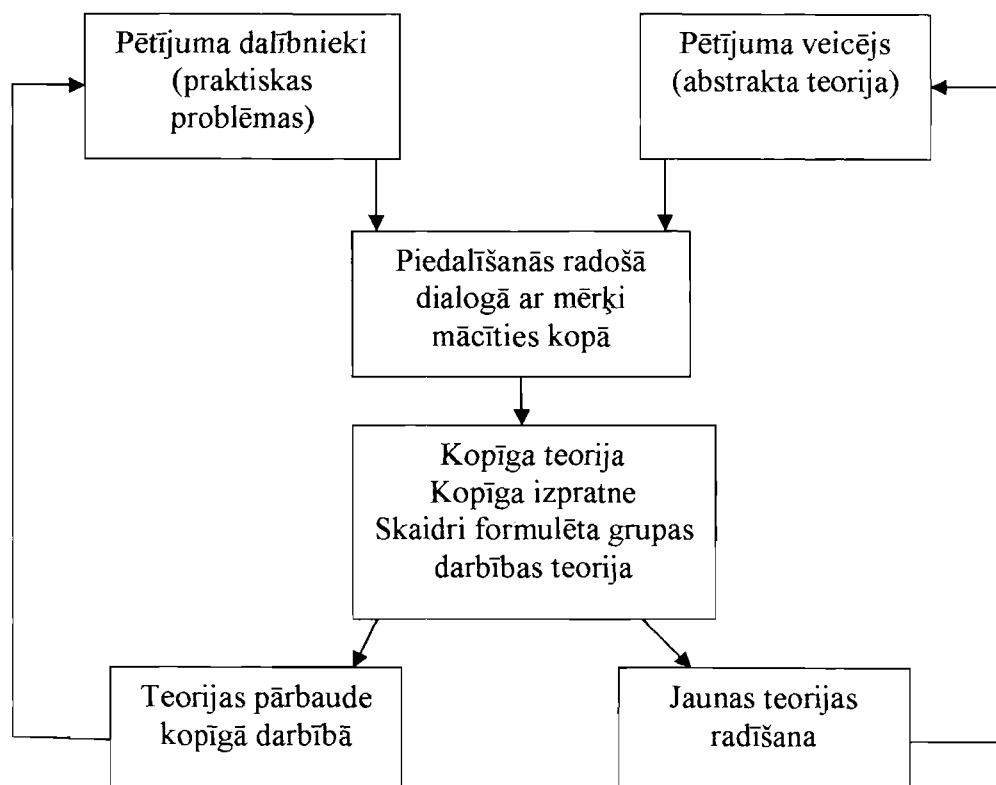 Pētījuma dalībnieki
(praktiskas
problēmas)
Pētījuma veicējs
(abstrakta teorija)
Piedalīšanās radošā
dialogā ar mērķi
mācīties kopā
Kopīga teorija
Kopīga izpratne
Skaidri formulēta grupas
darbības teorija
Teorijas pārbaude
kopīgā darbībā
Jaunas teorijas
radīšana